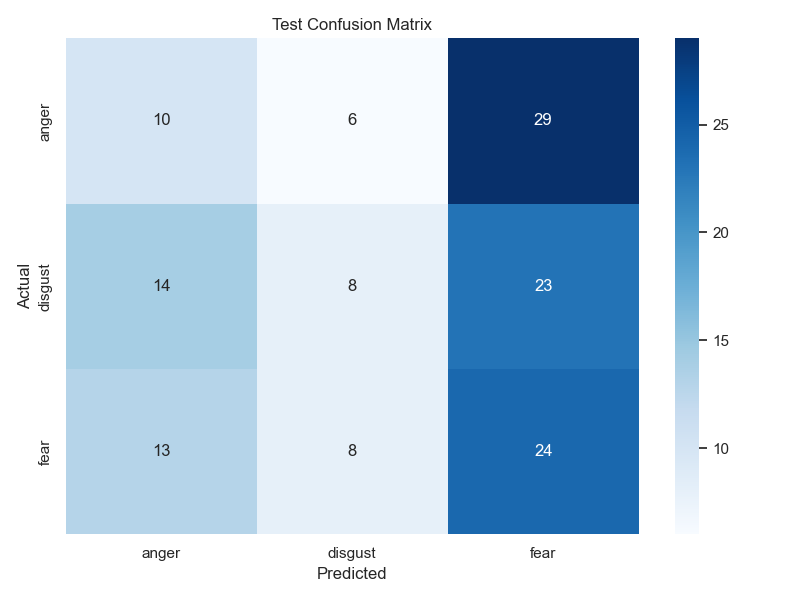 Test Confusion Matrix
Actual
anger
10 6 29
disgust
14 8 23
fear
13 8 24
anger disgust fear
Predicted
25
20
15
10